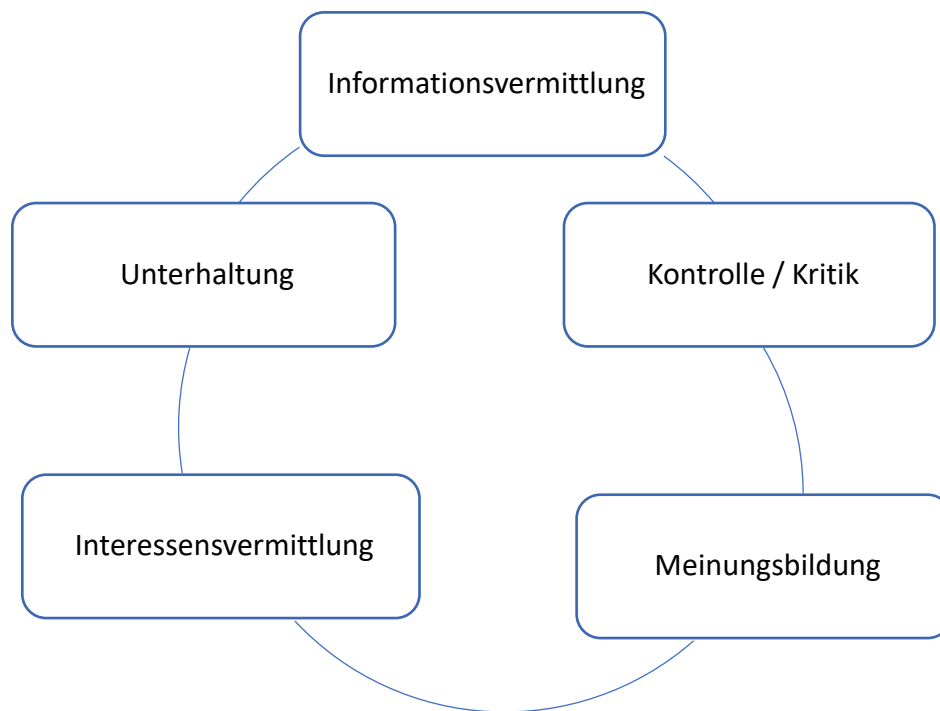 Informationsvermittlung
Unterhaltung
Kontrolle / Kritik
Interessensvermittlung
Meinungsbildung